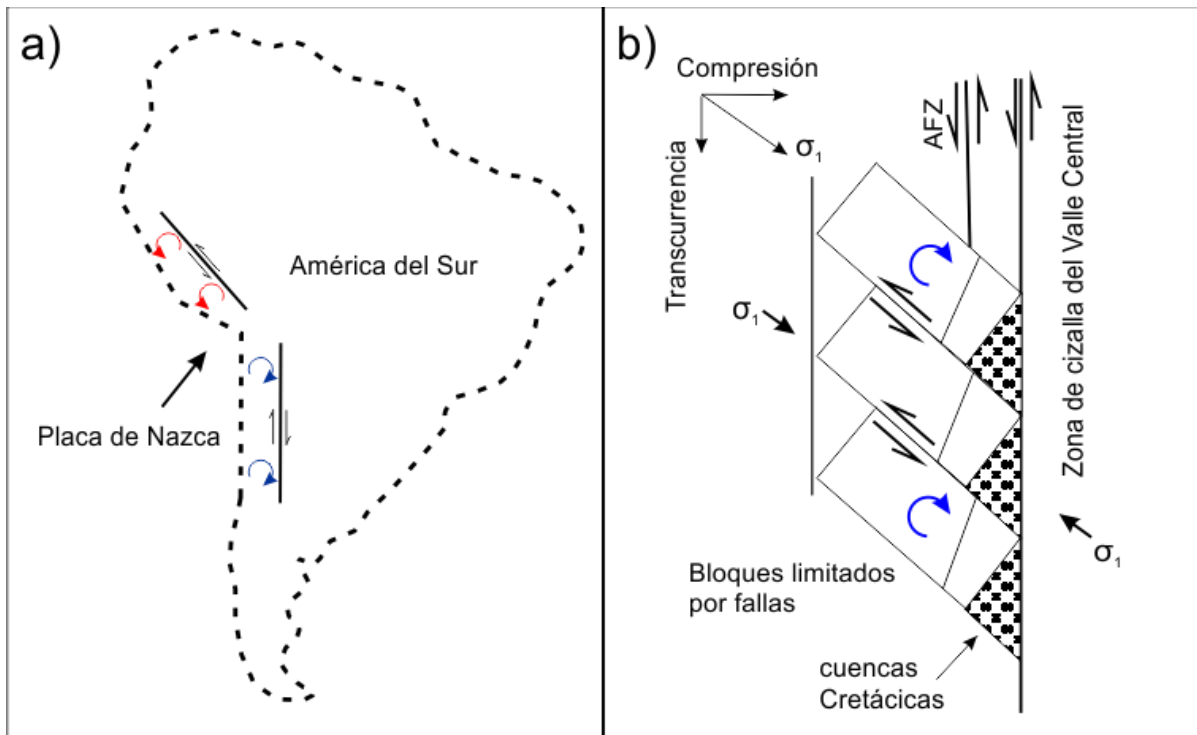 a)
América del Sur
Placa de Nazca
b)
Compresión
Transcurrencia
σ₁
AFZ
Zona de cizalla del Valle Central
σ₁
σ₁
Bloques limitados
por fallas
cuencas
Cretácicas